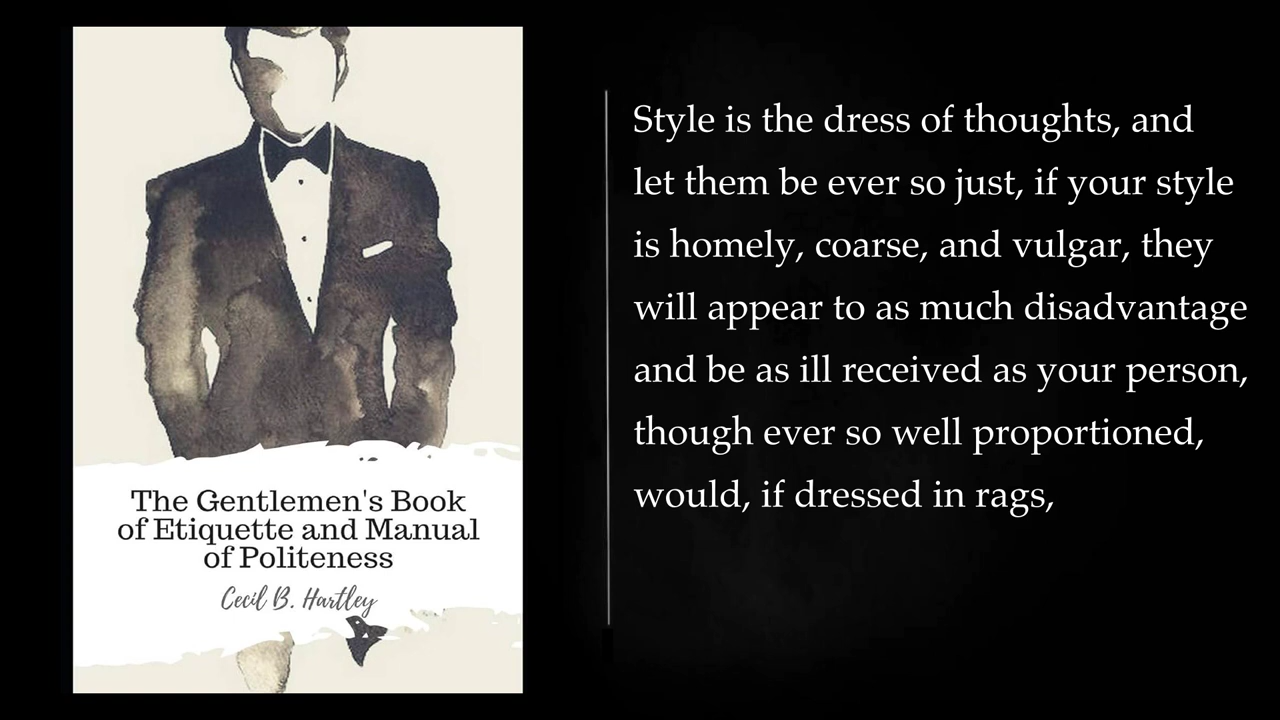 The Gentlemen's Book
of Etiquette and Manual
of Politeness
Cecil B. Hartley
Style is the dress of thoughts, and
let them be ever so just, if your style
is homely, coarse, and vulgar, they
will appear to as much disadvantage
and be as ill received as your person,
though ever so well proportioned,
would, if dressed in rags,